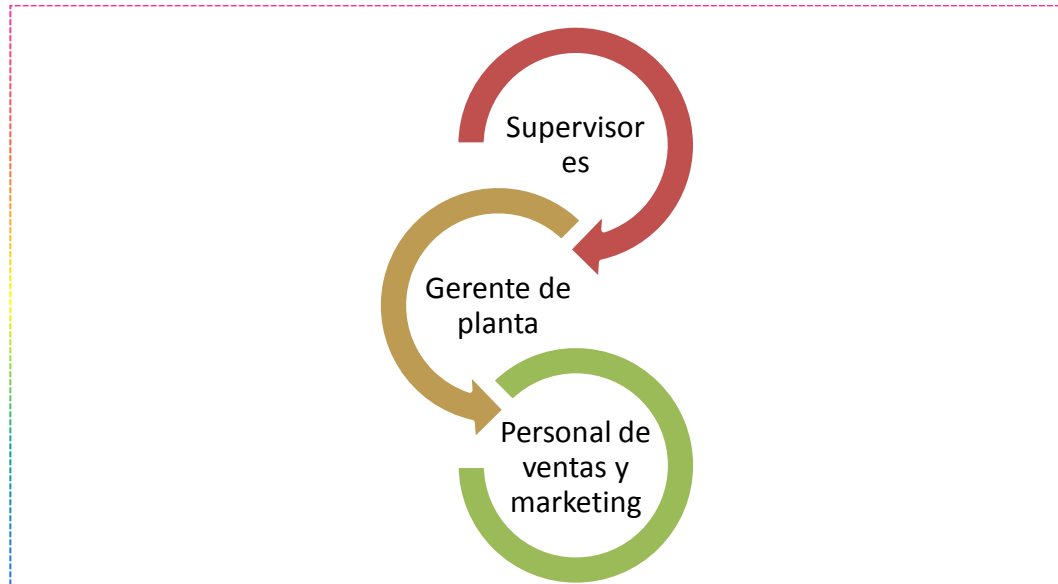 Supervisor
es
Gerente de
planta
Personal de
ventas y
marketing